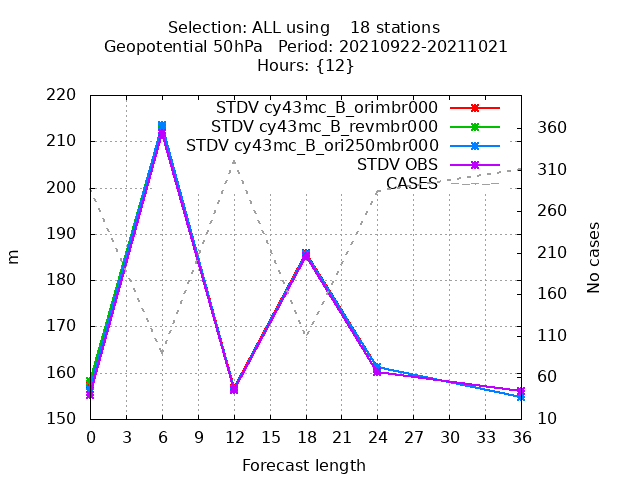 Selection: ALL using 18 stations
Geopotential 50hPa Period: 20210922-20211021
Hours: {12}
STDV cy43mc_B_orimbr000
STDV cy43mc_B_revmbr000
STDV cy43mc_B_ori250mbr000
STDV OBS
CASES
220
210
200
190
180
170
160
150
m
360
310
260
210
160
110
60
10
No cases
0 3 6 9 12 15 18 21 24 27 30 33 36
Forecast length